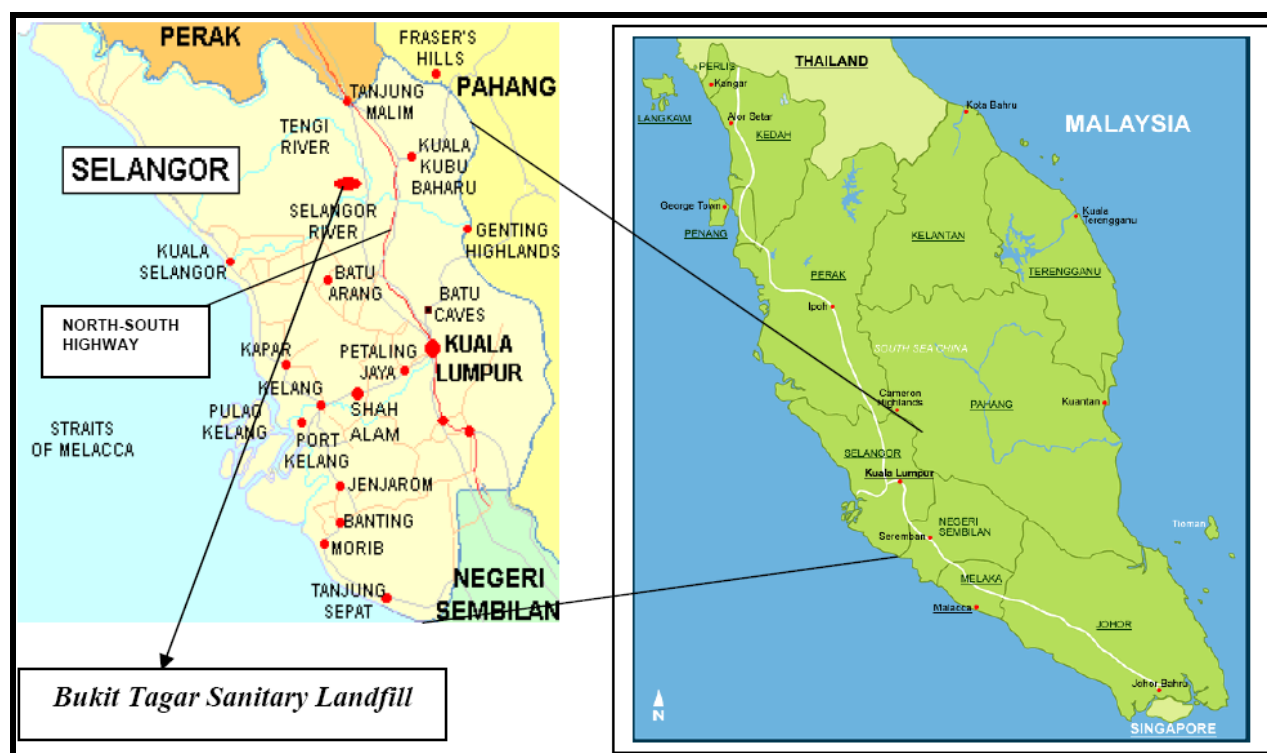 PERAK
FRASER'S
HILLS
PAHANG
TANJUNG
MALIM
TENGI
RIVER
SELANGOR
KUALA
KUBU
BAHARU
SELANGOR
RIVER
GENTING
HIGHLANDS
KUALA
SELANGOR
BATU
ARANG
BATU
CAVES
NORTH-SOUTH
HIGHWAY
KAPAR
PETALING
JAYA
KUALA
LUMPUR
KELANG
PULAU
KELANG
SHAH
ALAM
STRAITS
OF MELACCA
PORT
KELANG
JENJAROM
BANTING
MORIB
TANJUNG
SEPAT
NEGERI
SEMBILAN
Bukit Tagar Sanitary Landfill
THAILAND
PERLIS
Kangar
LANGKAWI
Alor Setar
KEDAH
Kota Bahru
MALAYSIA
George Town
PENANG
Kuala
Terengganu
KELANTAN
TERENGGANU
PERAK
Ipoh
SOUTH SEA CHINA
Cameron
Highlands
PAHANG
Kuantan
SELANGOR
Kuala Lumpur
NEGERI
SEMBILAN
Seremban
Tioman
MELAKA
Malacca
JOHOR
Johor Bahru
N
SINGAPORE